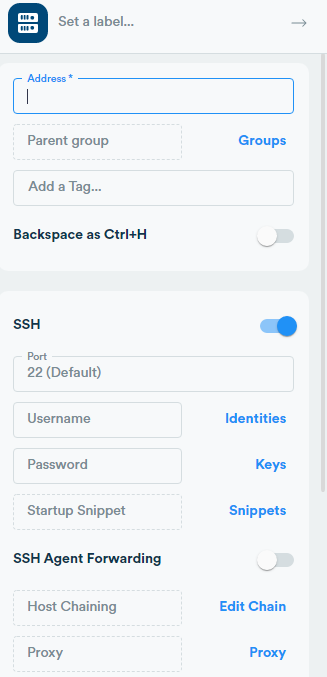 Set a label...
Address *
Parent group
Groups
Add a Tag...
Backspace as Ctrl+H
SSH
Port
22 (Default)
Username
Identities
Password
Keys
Startup Snippet
Snippets
SSH Agent Forwarding
Host Chaining
Edit Chain
Proxy
Proxy